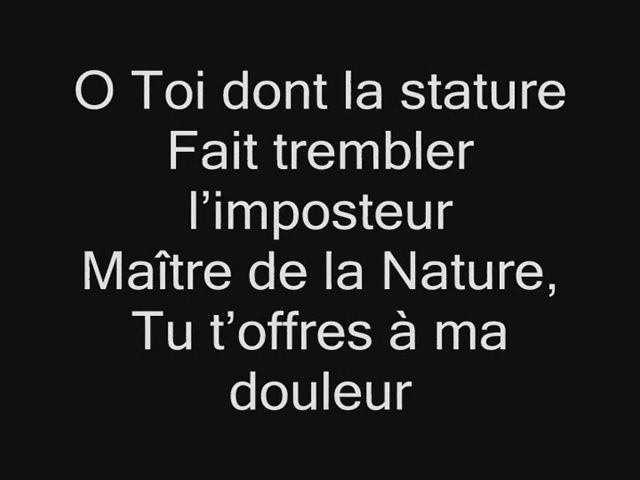 O Toi dont la stature
Fait trembler
l’imposteur
Maître de la Nature,
Tu t’offres à ma
douleur